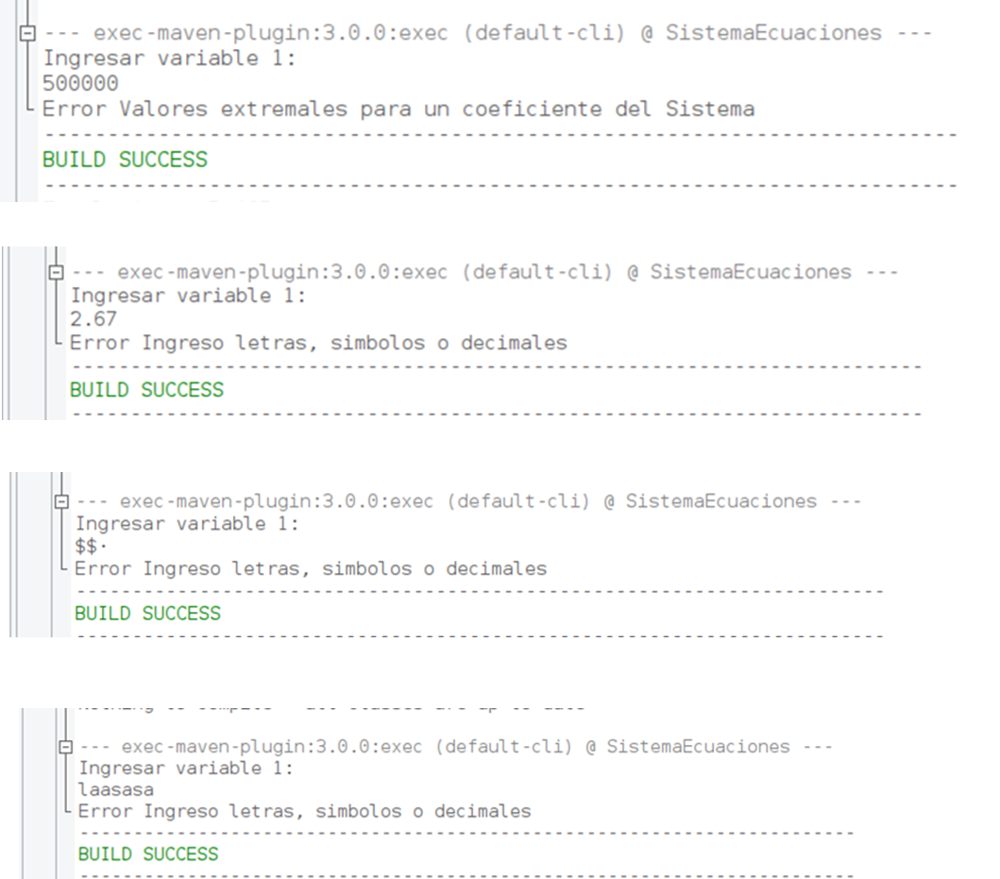 --- exec-maven-plugin:3.0.0:exec (default-cli) @ SistemaEcuaciones ---
Ingresar variable 1:
500000
Error Valores extremales para un coeficiente del Sistema
------------------------------------------------------------------------
BUILD SUCCESS
------------------------------------------------------------------------
--- exec-maven-plugin:3.0.0:exec (default-cli) @ SistemaEcuaciones ---
Ingresar variable 1:
2.67
Error Ingreso letras, simbolos o decimales
------------------------------------------------------------------------
BUILD SUCCESS
------------------------------------------------------------------------
--- exec-maven-plugin:3.0.0:exec (default-cli) @ SistemaEcuaciones ---
Ingresar variable 1:
$$·
Error Ingreso letras, simbolos o decimales
------------------------------------------------------------------------
BUILD SUCCESS
------------------------------------------------------------------------
--- exec-maven-plugin:3.0.0:exec (default-cli) @ SistemaEcuaciones ---
Ingresar variable 1:
laasasa
Error Ingreso letras, simbolos o decimales
------------------------------------------------------------------------
BUILD SUCCESS
------------------------------------------------------------------------